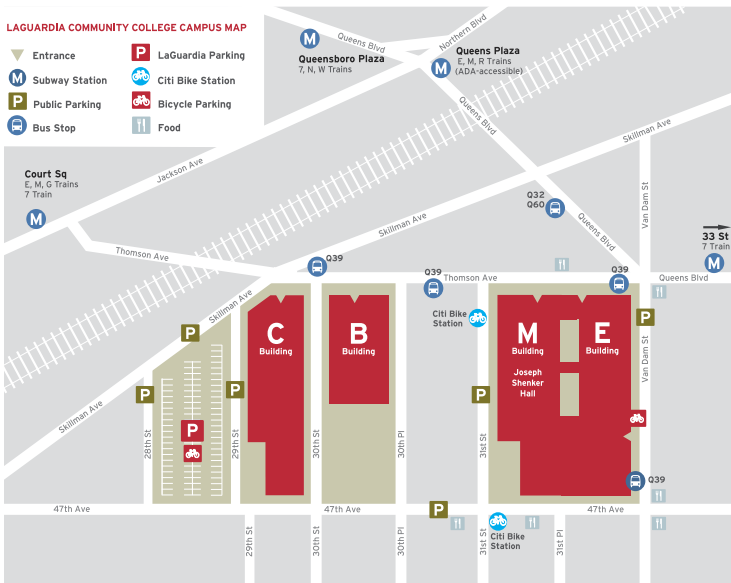 LAGUARDIA COMMUNITY COLLEGE CAMPUS MAP
Entrance
P
LaGuardia Parking
M
Subway Station
Citi Bike Station
P
Public Parking
Bicycle Parking
Bus Stop
Food
Queens Blvd
Northern Blvd
M
Queensboro Plaza
7, N, W Trains
M
Queens Plaza
E, M, R Trains
(ADA-accessible)
Queens Blvd
Skillman Ave
Jackson Ave
Court Sq
E, M, G Trains
7 Train
M
Van Dam St
Q32
Q60
Skillman Ave
Queens Blvd
33 St
7 Train
M
Thomson Ave
Q39
Q39
Thomson Ave
Q39
Queens Blvd
Skillman Ave
Citi Bike
Station
P
P
C
Building
B
Building
M
Building
E
Building
Joseph
Shenker
Hall
Van Dam St
P
P
P
Skillman Ave
P
28th St
29th St
30th St
30th Pl
31st St
Q39
47th Ave
47th Ave
P
47th Ave
Citi Bike
Station
29th St
30th St
30th Pl
31st St
31st Pl